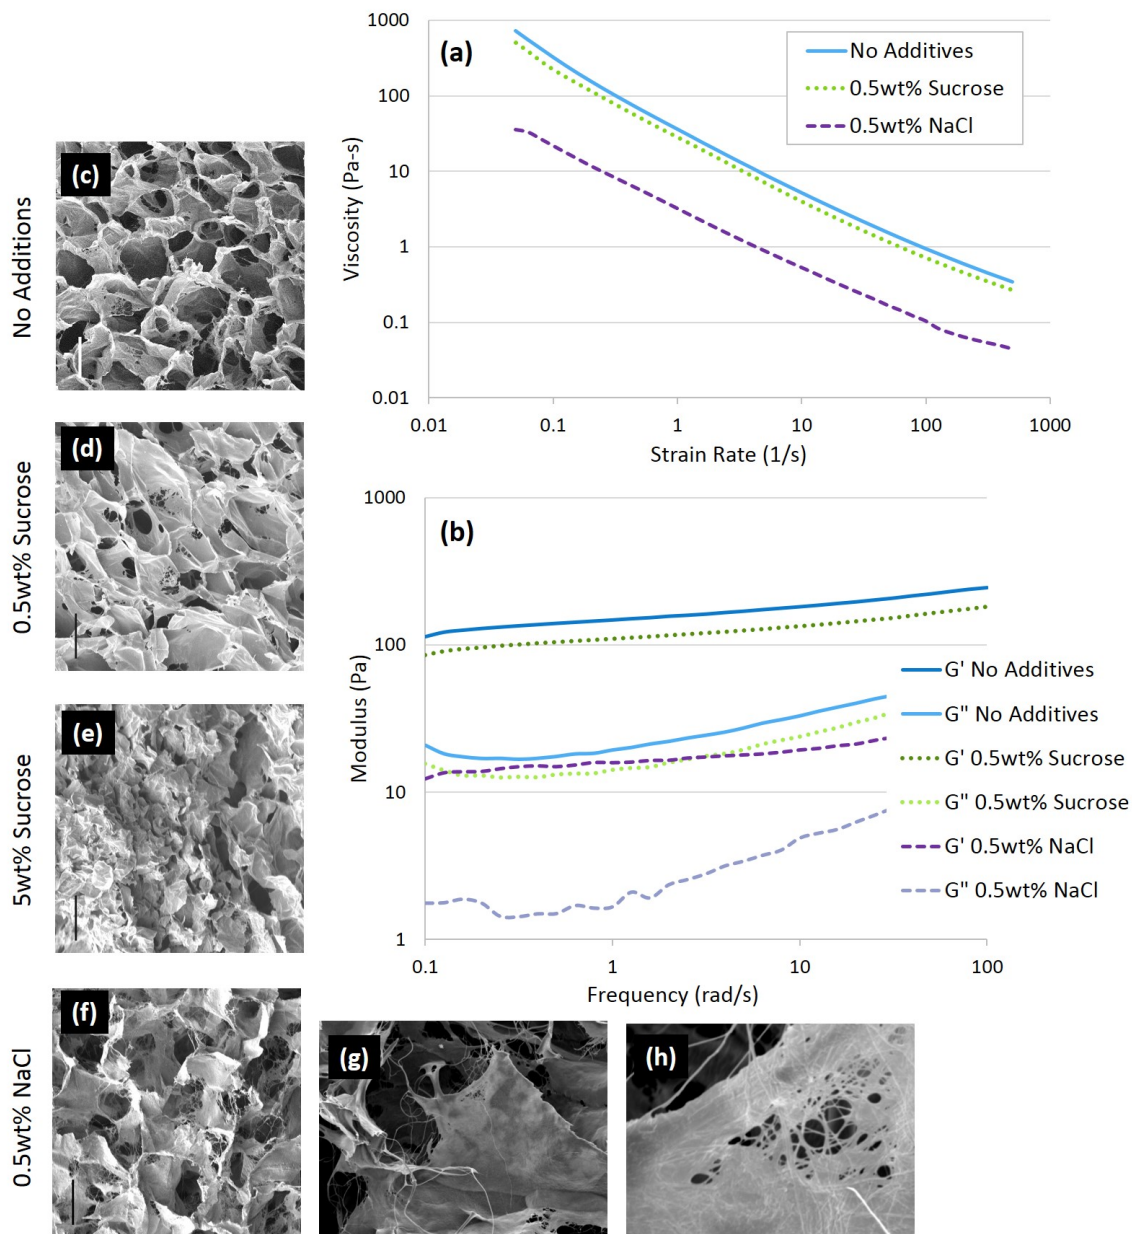 (a)
1000
100
10
1
0.1
0.01
Viscosity (Pa-s)
0.01
0.1
1
10
100
1000
Strain Rate (1/s)
No Additives
0.5wt% Sucrose
0.5wt% NaCl
(b)
1000
100
10
1
Modulus (Pa)
0.1
1
10
100
Frequency (rad/s)
G' No Additives
G" No Additives
G' 0.5wt% Sucrose
G" 0.5wt% Sucrose
G' 0.5wt% NaCl
G" 0.5wt% NaCl
No Additions
(c)
0.5wt% Sucrose
(d)
5wt% Sucrose
(e)
0.5wt% NaCl
(f)
(g)
(h)